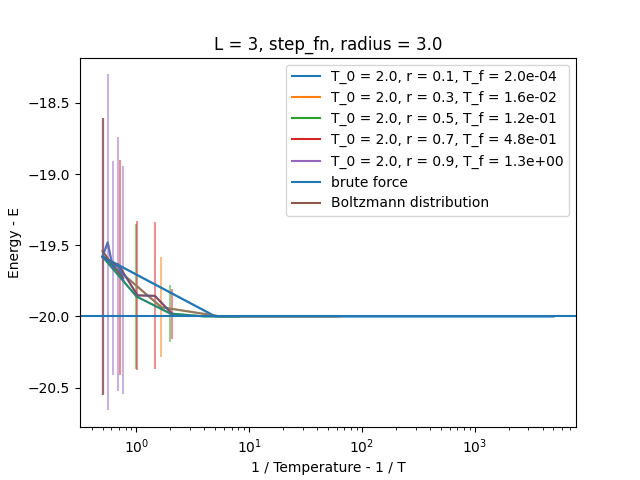 L = 3, step_fn, radius = 3.0
T_0 = 2.0, r = 0.1, T_f = 2.0e-04
T_0 = 2.0, r = 0.3, T_f = 1.6e-02
T_0 = 2.0, r = 0.5, T_f = 1.2e-01
T_0 = 2.0, r = 0.7, T_f = 4.8e-01
T_0 = 2.0, r = 0.9, T_f = 1.3e+00
brute force
Boltzmann distribution
Energy - E
−18.5
−19.0
−19.5
−20.0
−20.5
10⁰
10¹
10²
10³
1 / Temperature - 1 / T